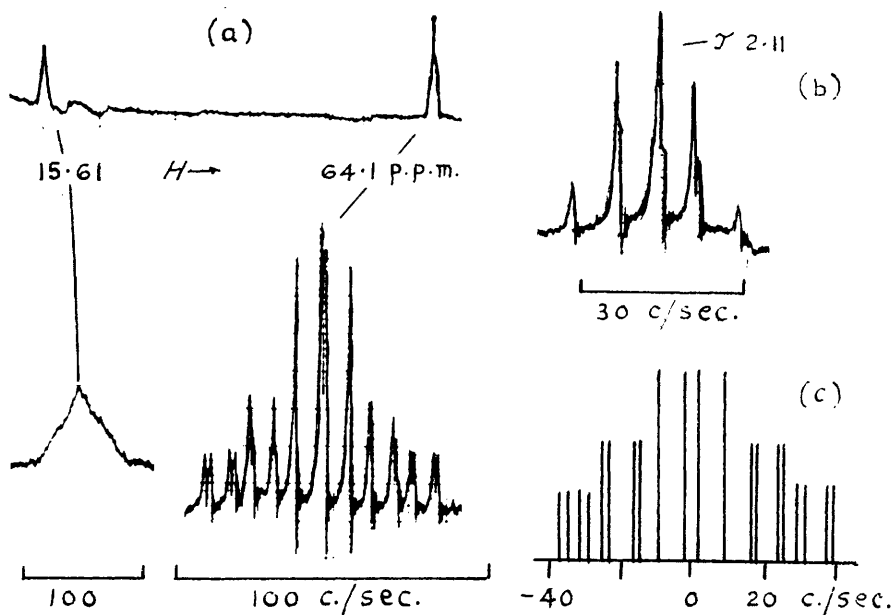 (a)
15·61 H→ 64·1 p.p.m.
100
100 c./sec.
—τ 2·11
(b)
30 c/sec.
(c)
-40 0 20 c/sec.